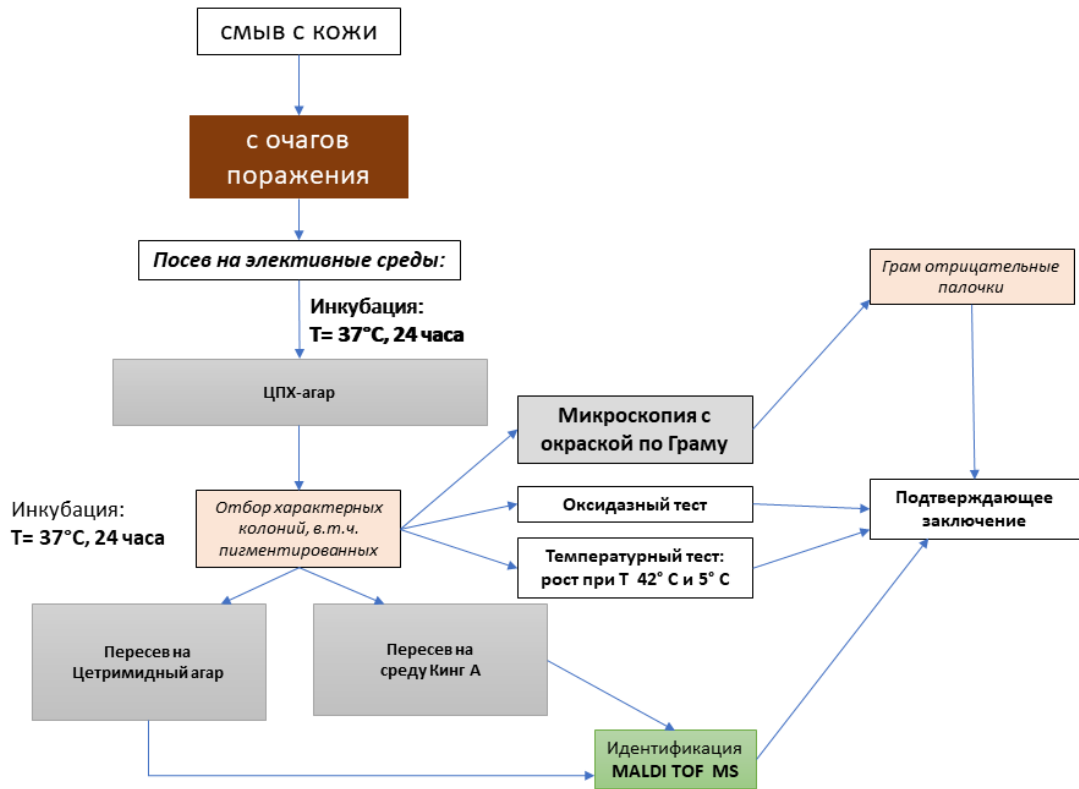 смыв с кожи
с очагов
поражения
Посев на элективные среды:
Инкубация:
T= 37°C, 24 часа
ЦПХ-агар
Грам отрицательные
палочки
Микроскопия с
окраской по Граму
Инкубация:
T= 37°C, 24 часа
Отбор характерных
колоний, в.т.ч.
пигментированных
Оксидазный тест
Температурный тест:
рост при Т 42° С и 5° С
Подтверждающее
заключение
Пересев на
Цетримидный агар
Пересев на
среду Кинг А
Идентификация
MALDI TOF MS